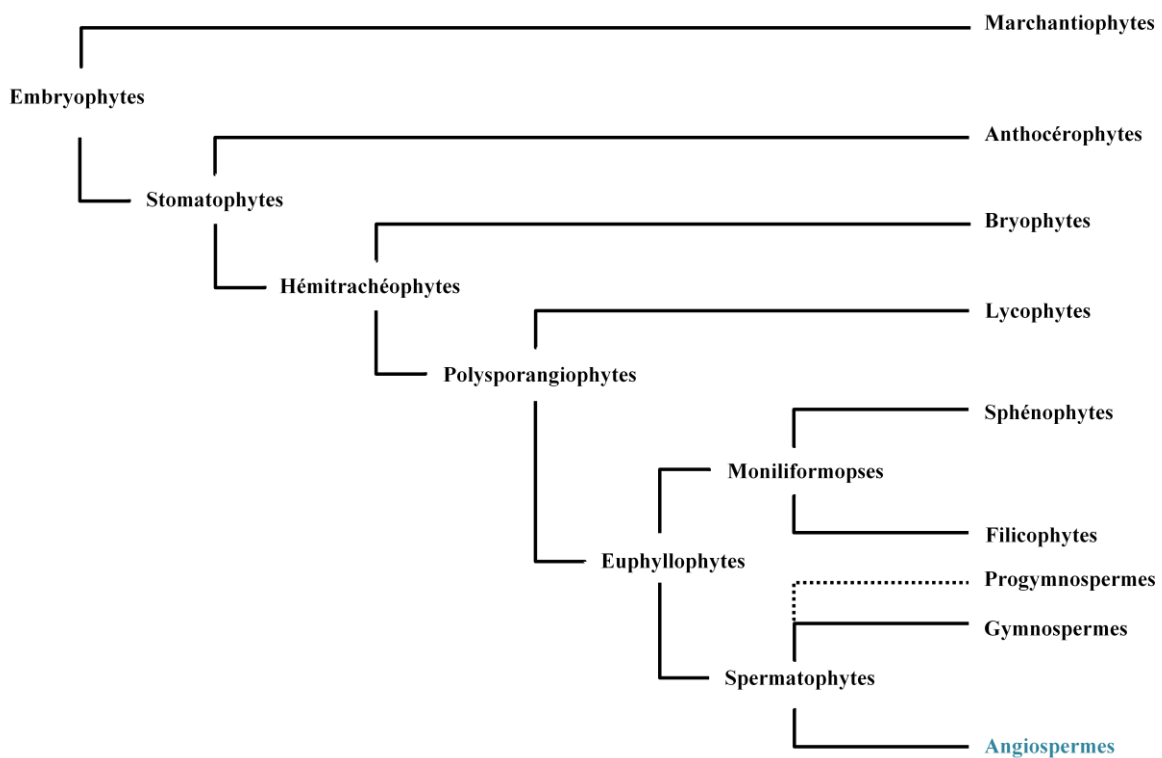 Marchantiophytes
Embryophytes
Anthocérophytes
Stomatophytes
Bryophytes
Hémitrachéophytes
Lycophytes
Polysporangiophytes
Sphénophytes
Moniliformopses
Filicophytes
Euphyllophytes
Progymnospermes
Gymnospermes
Spermatophytes
Angiospermes